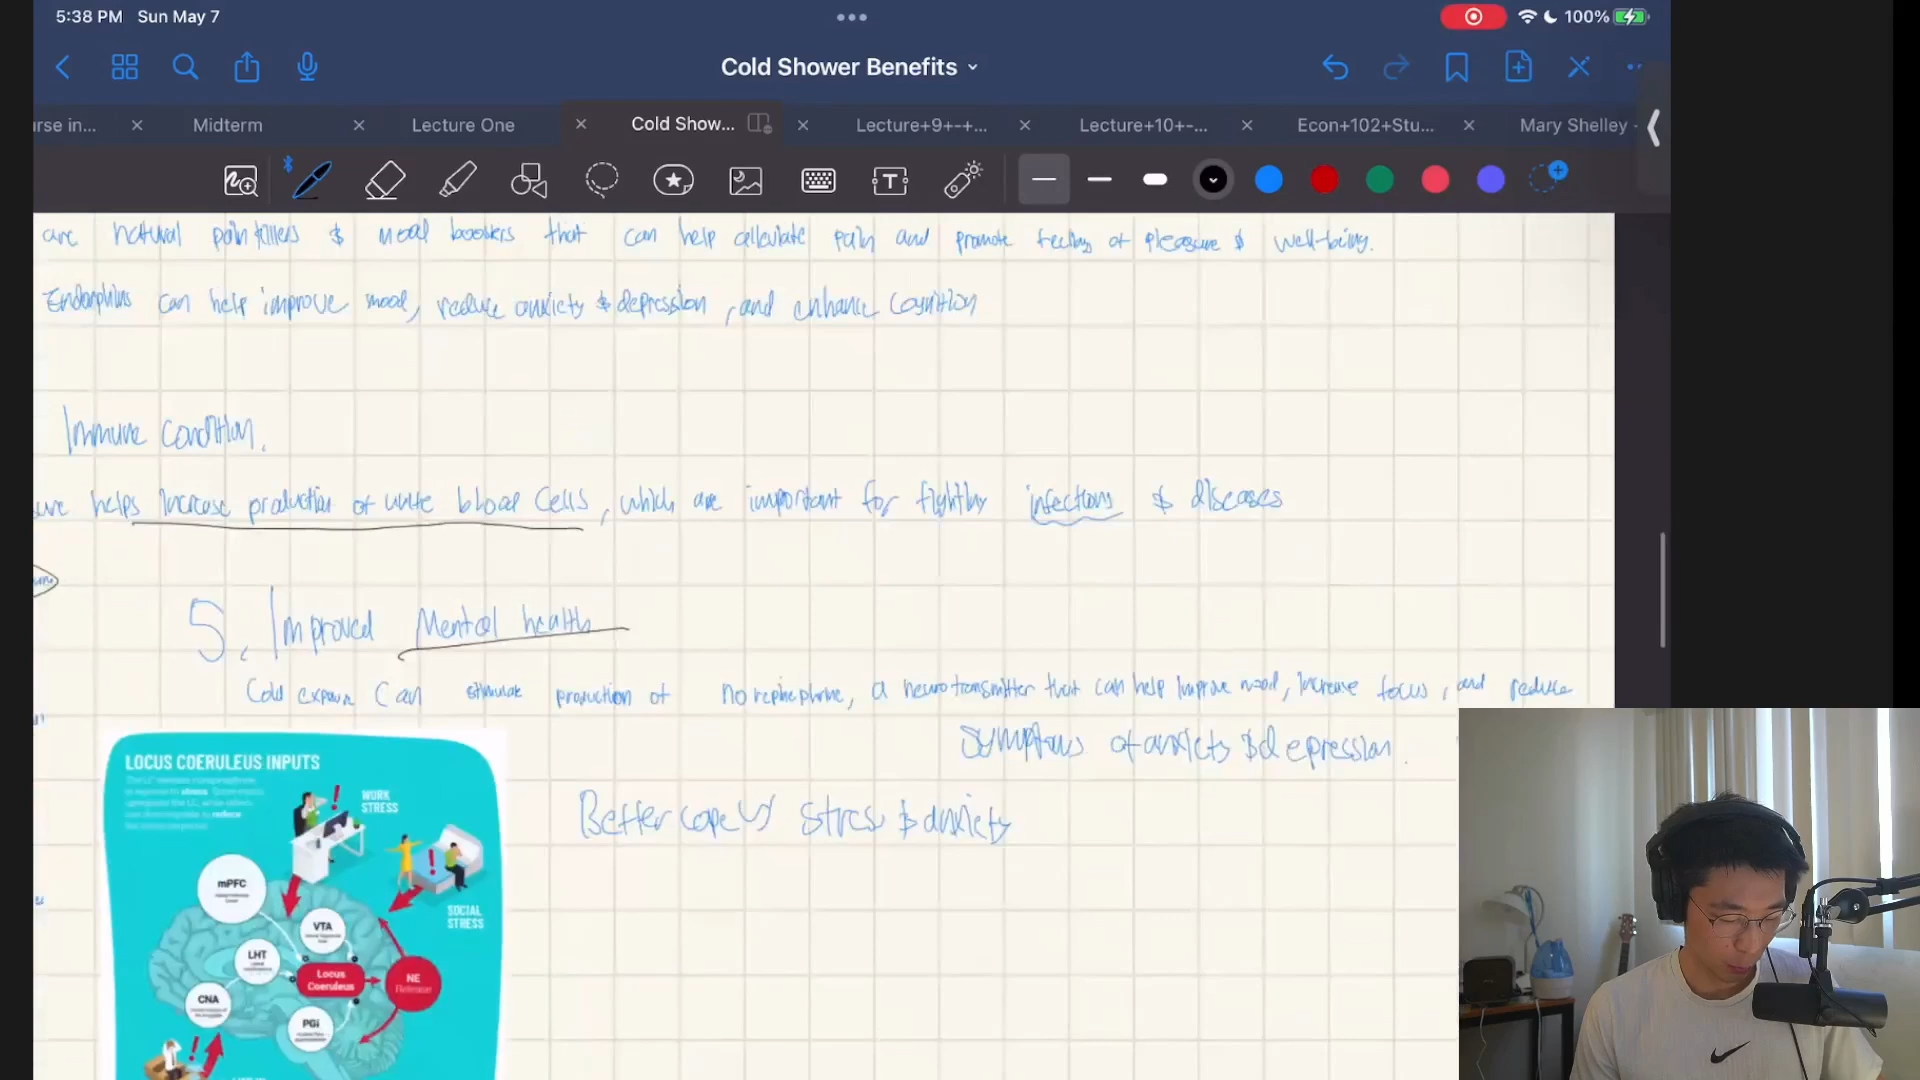 5:38 PM Sun May 7
100%
Cold Shower Benefits
rse in...
Midterm
Lecture One
Cold Show...
Lecture+9+-+...
Lecture+10+-...
Econ+102+Stu...
Mary Shelley -
are natural pain killers & mood boosters that can help alleviate pain and promote feelings of pleasure & well-being.
Endorphins can help improve mood, reduce anxiety & depression, and enhance cognition
Immune condition.
sure helps increase production of white blood cells, which are important for fighting infections & diseases
5. Improved Mental health
Cold exposure can stimulate production of norephephrine, a neurotransmitter that can help improve mood, increase focus, and reduce
symptoms of anxiety & depression.
Better cope w/ stress & anxiety
LOCUS COERULEUS INPUTS
WORK STRESS
SOCIAL STRESS
mPFC
VTA
LHT
Locus Coeruleus
NE Release
CNA
PGi